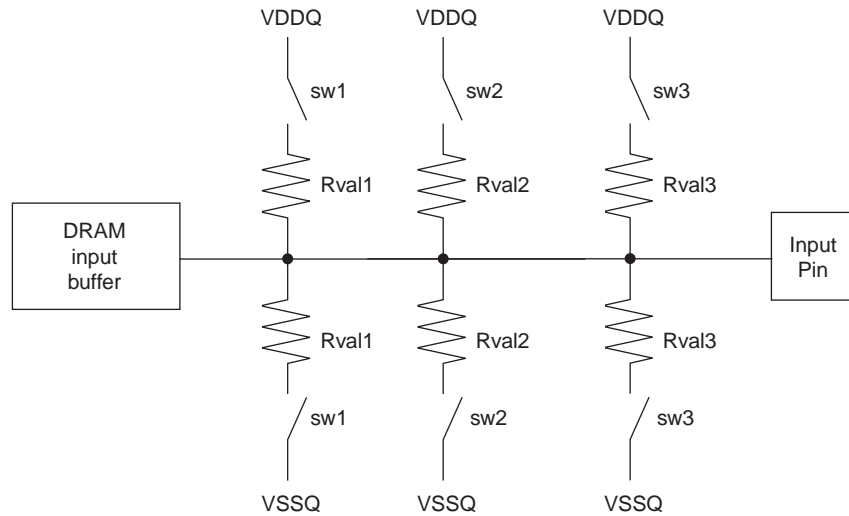 VDDQ VDDQ VDDQ
sw1 sw2 sw3
Rval1 Rval2 Rval3
DRAM
input
buffer
Input
Pin
Rval1 Rval2 Rval3
sw1 sw2 sw3
VSSQ VSSQ VSSQ